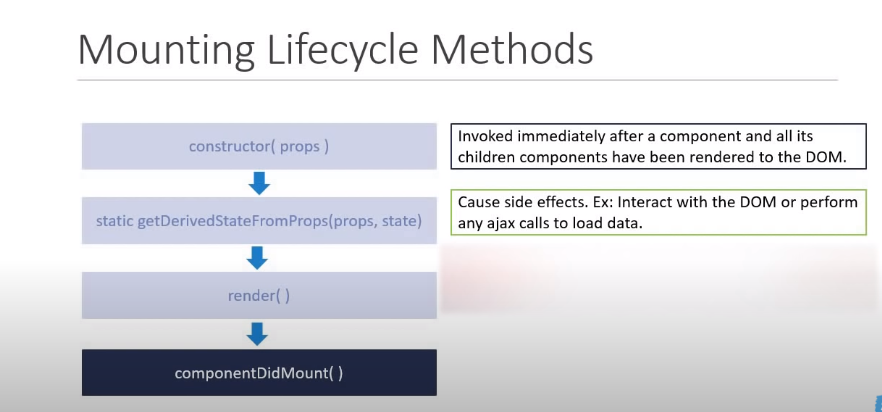 Mounting Lifecycle Methods
constructor( props )
Invoked immediately after a component and all its
children components have been rendered to the DOM.
static getDerivedStateFromProps(props, state)
Cause side effects. Ex: Interact with the DOM or perform
any ajax calls to load data.
render( )
componentDidMount( )